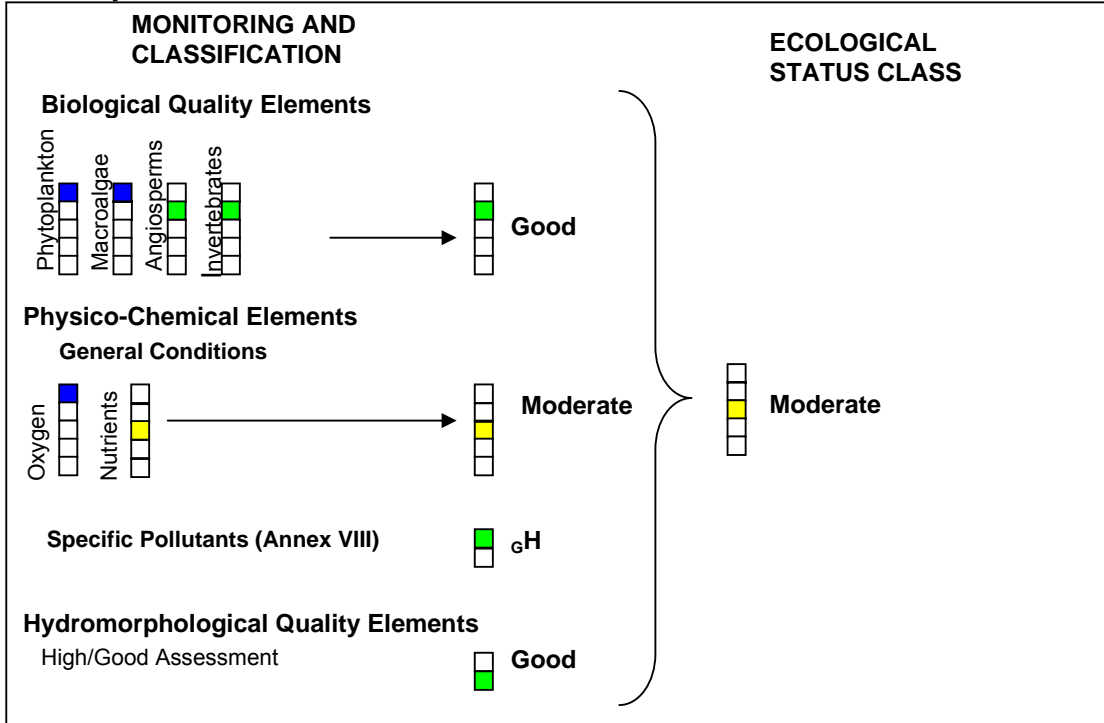 MONITORING AND
CLASSIFICATION
ECOLOGICAL
STATUS CLASS
Biological Quality Elements
Phytoplankton
Macroalgae
Angiosperms
Invertebrates
Good
Physico-Chemical Elements
General Conditions
Oxygen
Nutrients
Moderate
Moderate
Specific Pollutants (Annex VIII)
GH
Hydromorphological Quality Elements
High/Good Assessment
Good